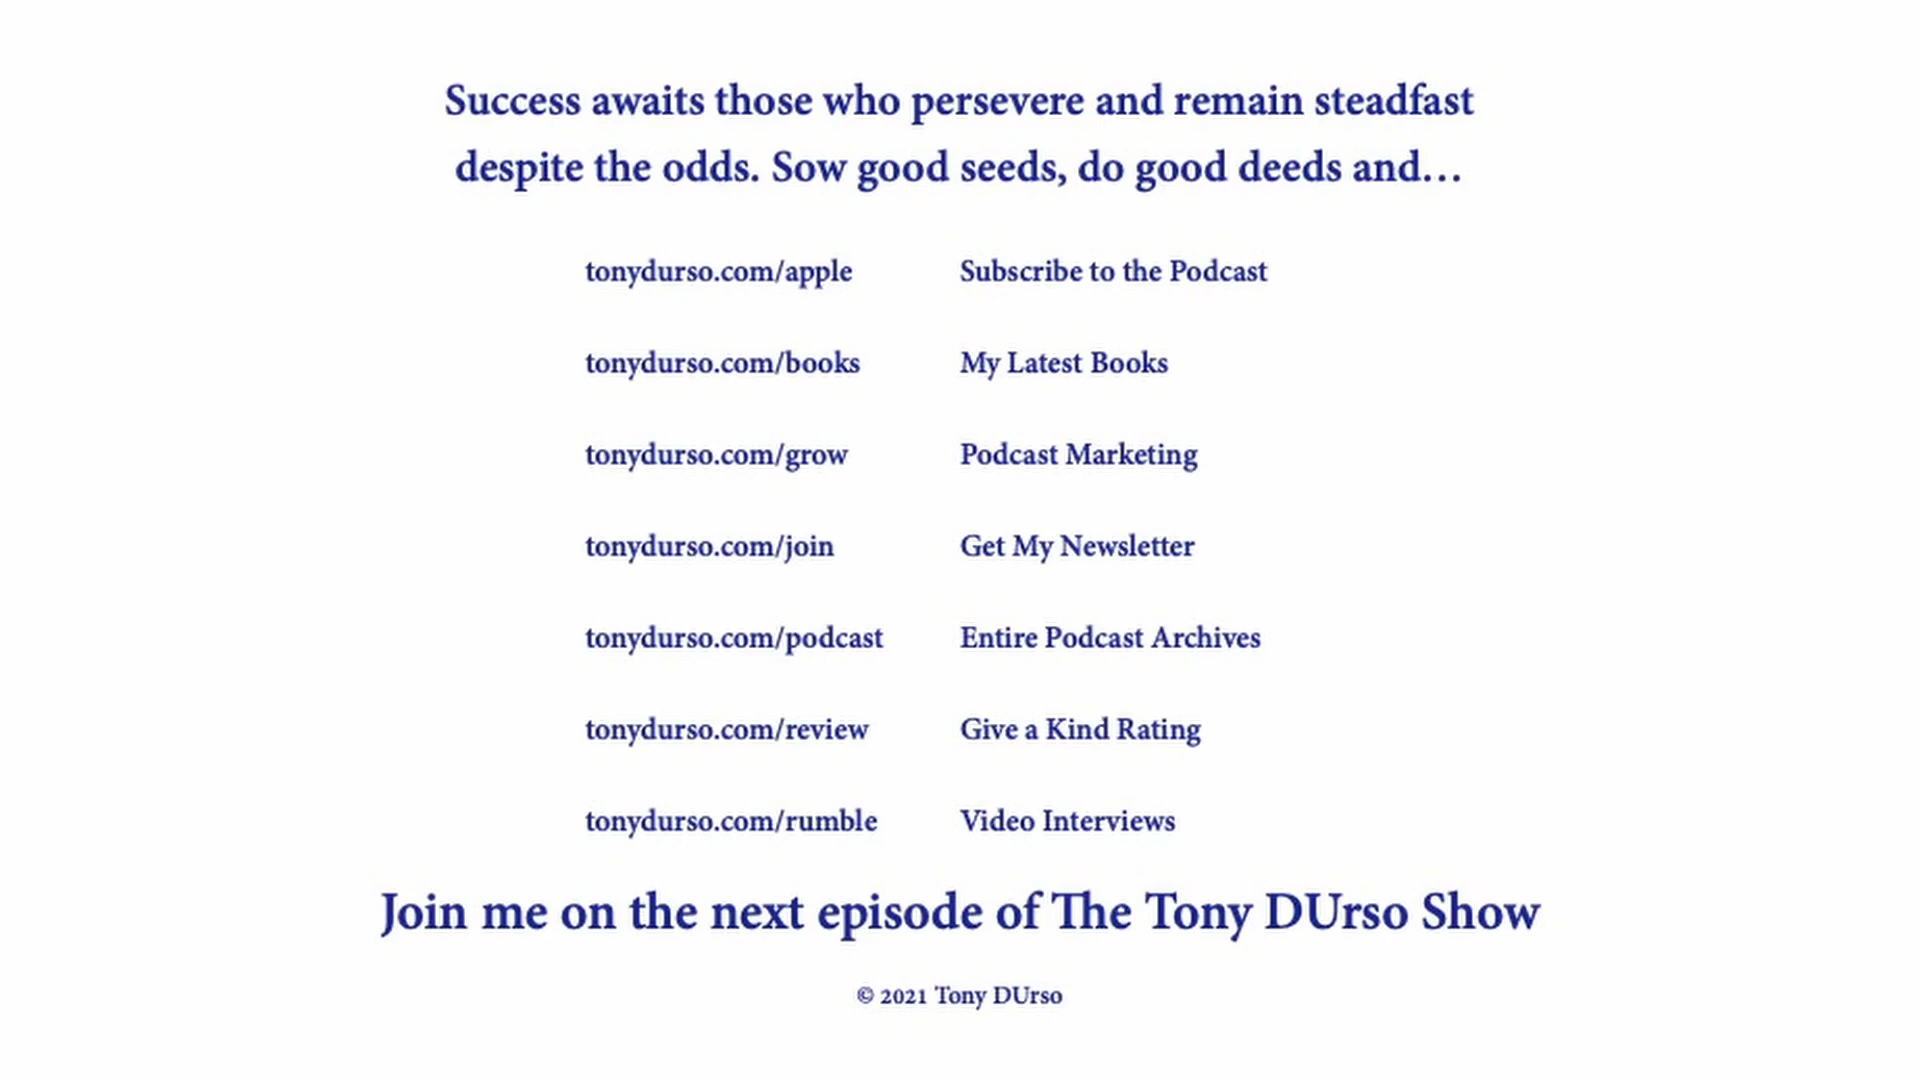 Success awaits those who persevere and remain steadfast
despite the odds. Sow good seeds, do good deeds and…
tonydurso.com/apple Subscribe to the Podcast
tonydurso.com/books My Latest Books
tonydurso.com/grow Podcast Marketing
tonydurso.com/join Get My Newsletter
tonydurso.com/podcast Entire Podcast Archives
tonydurso.com/review Give a Kind Rating
tonydurso.com/rumble Video Interviews
Join me on the next episode of The Tony DUrso Show
© 2021 Tony DUrso